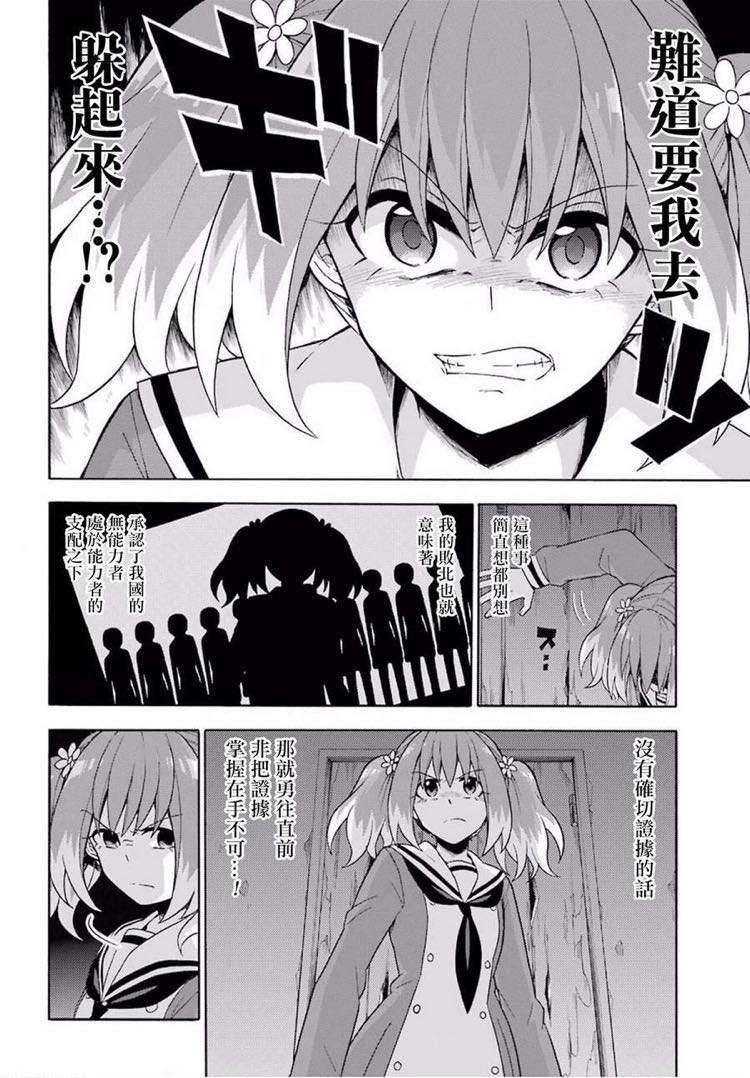 難道要我去
躲起來…!?
ギリッ
這種事
簡直想都別想
ス…
我的敗北也就
意味著
承認了我國的
無能力者
處於能力者的
支配之下
沒有確切證據的話
那就勇往直前
非把證據
掌握在手不可…!